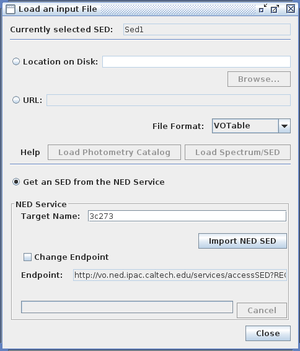 Load an input File
Currently selected SED: Sed1
Location on Disk:
Browse...
URL:
File Format: VOTable
Help Load Photometry Catalog Load Spectrum/SED
Get an SED from the NED Service
NED Service
Target Name: 3c273
Import NED SED
Change Endpoint
Endpoint: http://vo.ned.ipac.caltech.edu/services/accessSED?REQ
Cancel
Close